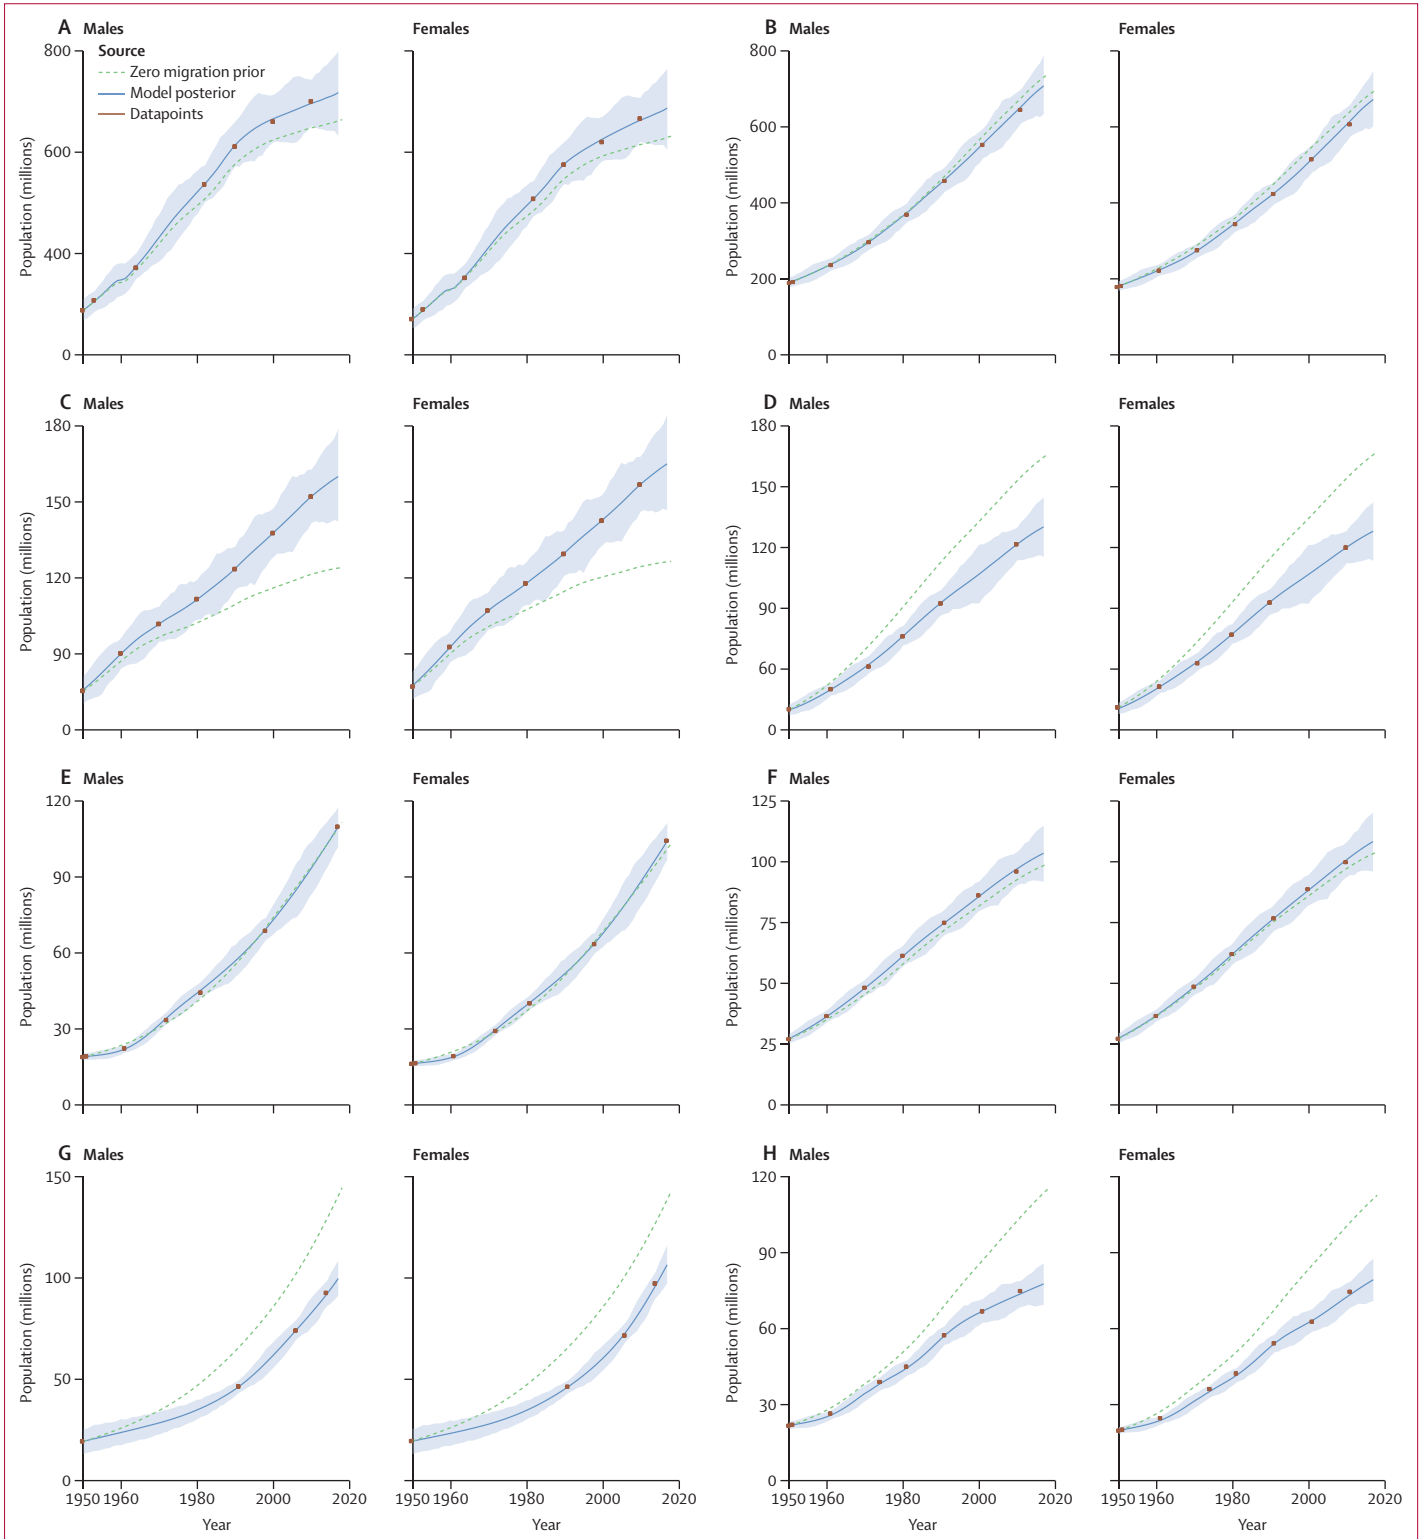 A Males
Females
B Males
Females
Source
Zero migration prior
Model posterior
Datapoints
Population (millions)
800
600
400
0
1950
1960
1980
2000
2020
Population (millions)
800
600
400
200
0
C Males
Females
D Males
Females
Population (millions)
180
150
120
90
0
Population (millions)
180
150
120
90
60
0
E Males
Females
F Males
Females
Population (millions)
120
90
60
30
0
Population (millions)
125
100
75
50
25
0
G Males
Females
H Males
Females
Population (millions)
150
100
50
0
Population (millions)
120
90
60
30
0
1950 1960 1980 2000 2020
1950 1960 1980 2000 2020
1950 1960 1980 2000 2020
1950 1960 1980 2000 2020
Year
Year
Year
Year